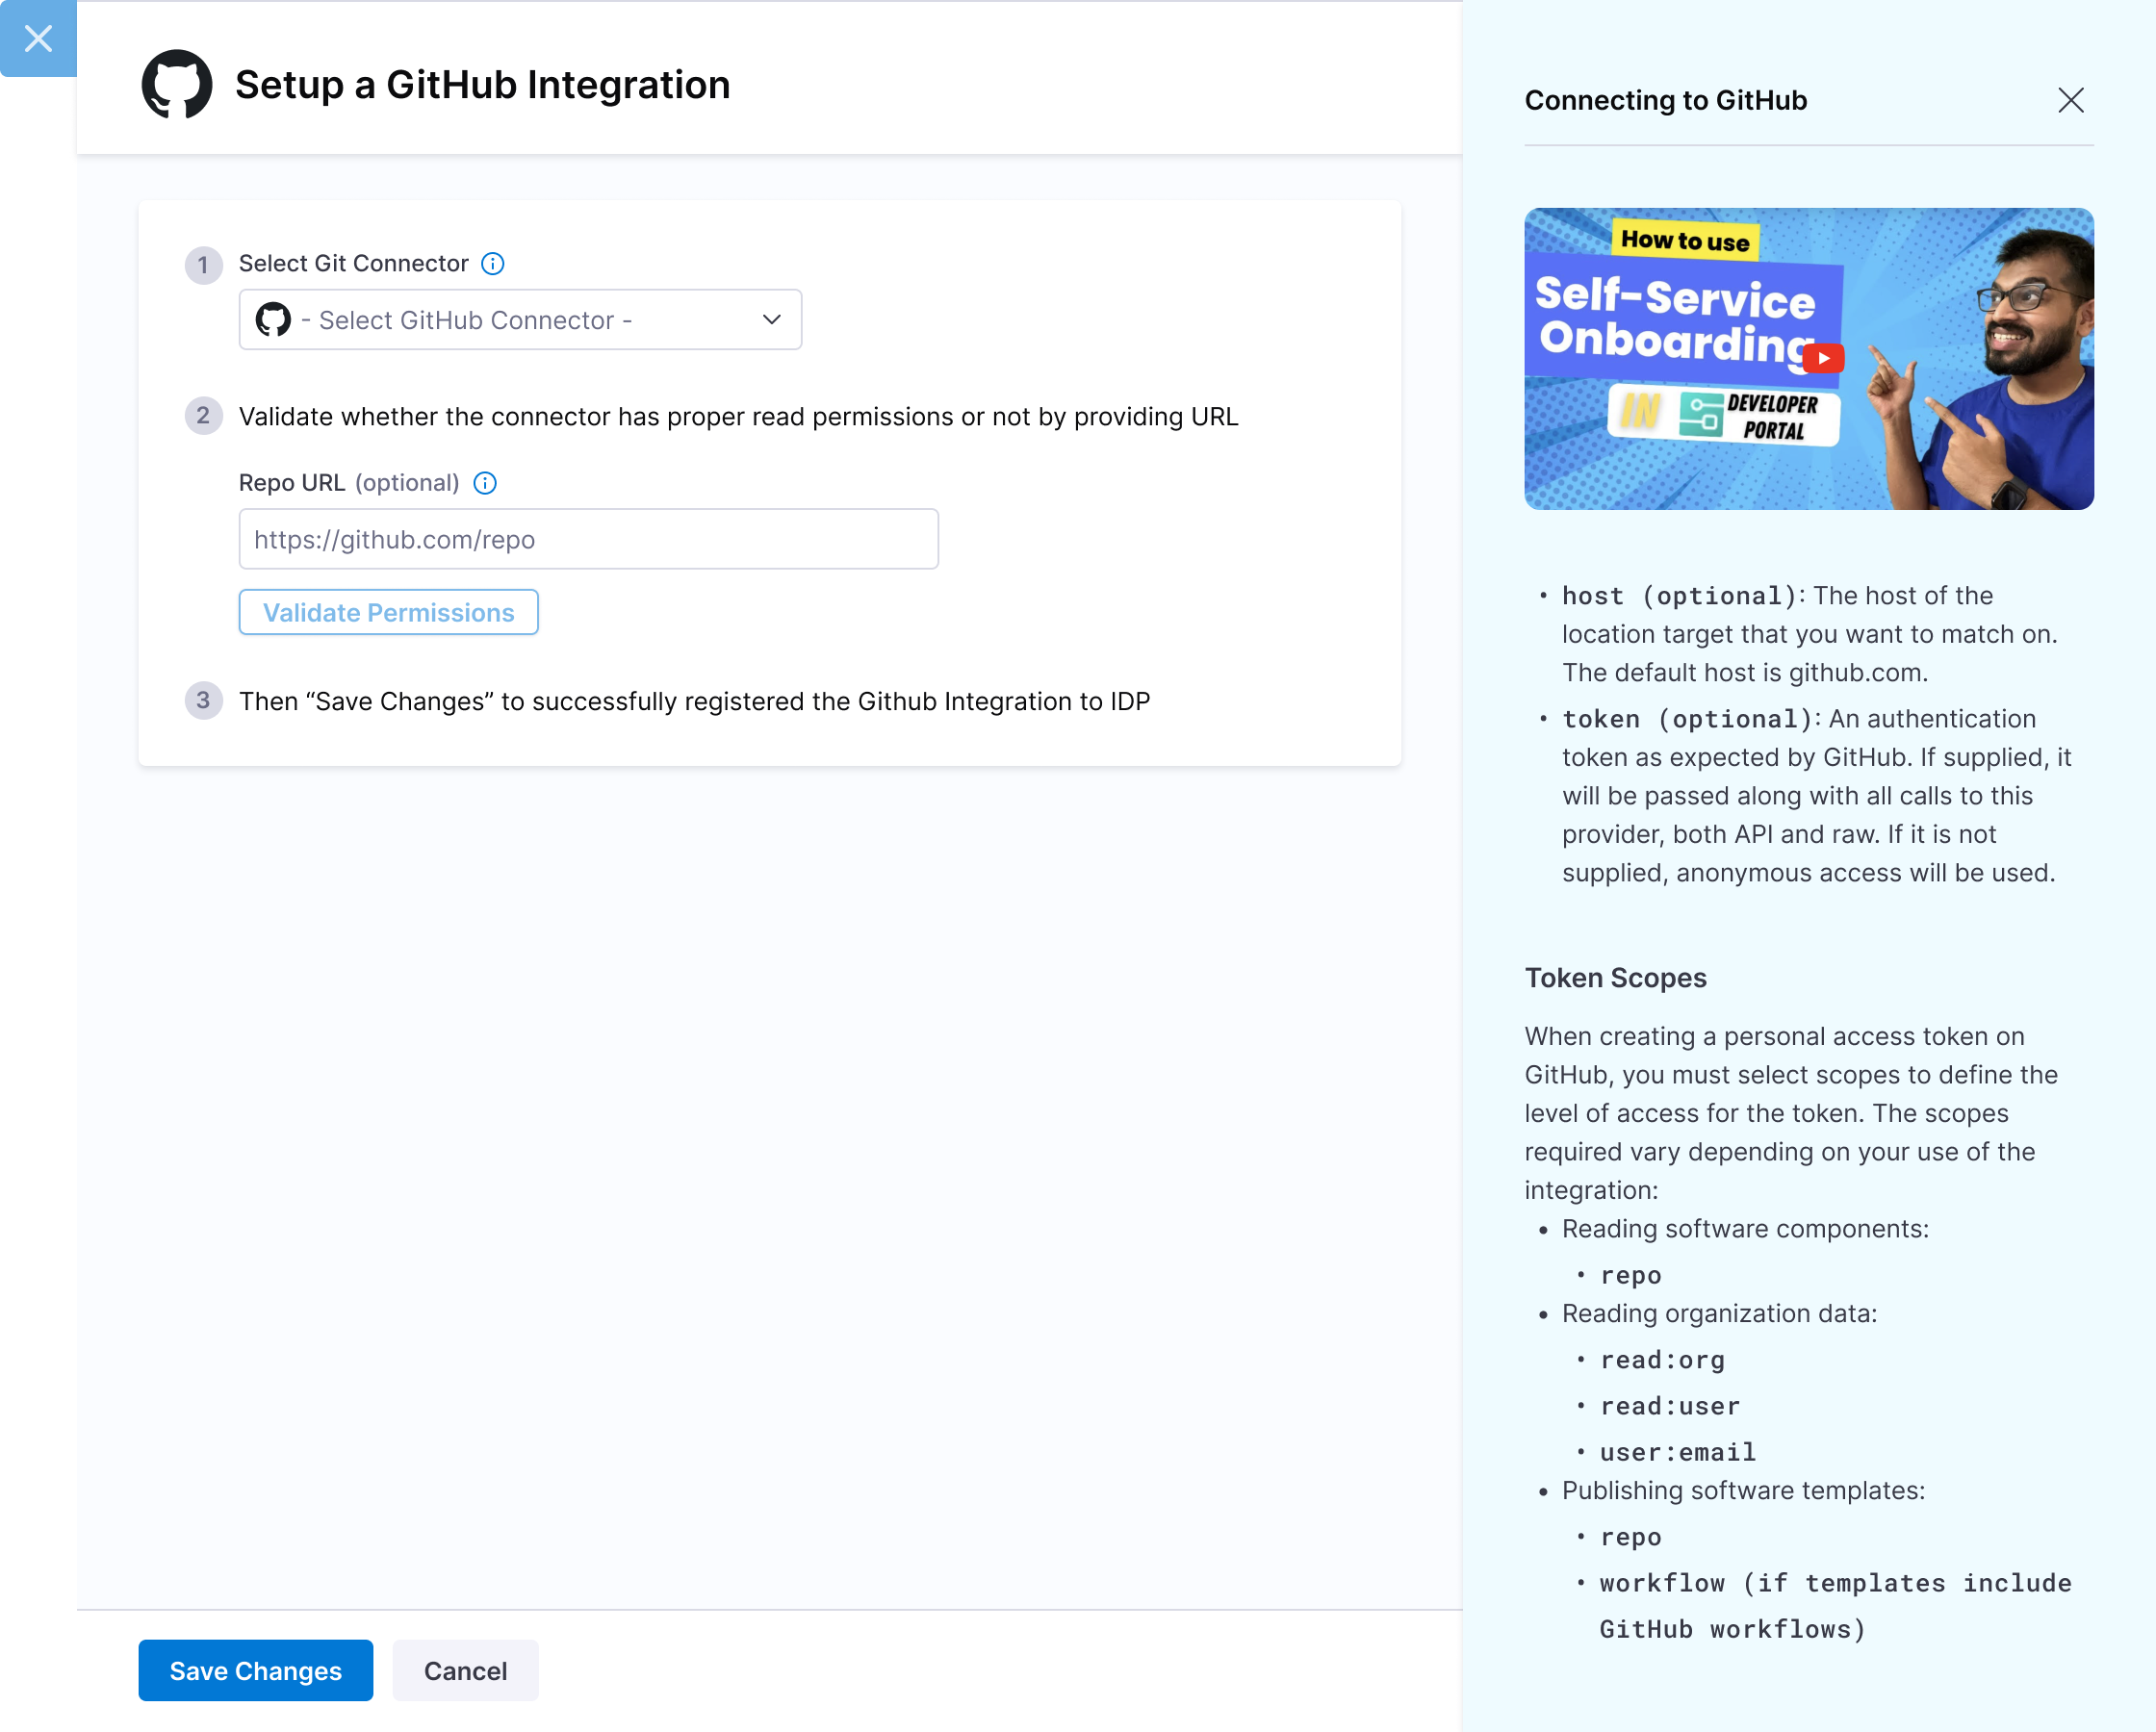 Setup a GitHub Integration
1
Select Git Connector
- Select GitHub Connector -
2
Validate whether the connector has proper read permissions or not by providing URL
Repo URL (optional)
https://github.com/repo
Validate Permissions
3
Then “Save Changes” to successfully registered the Github Integration to IDP
Save Changes
Cancel
Connecting to GitHub
How to use
Self-Service
Onboarding
IN
DEVELOPER
PORTAL
• host (optional): The host of the
location target that you want to match on.
The default host is github.com.
• token (optional): An authentication
token as expected by GitHub. If supplied, it
will be passed along with all calls to this
provider, both API and raw. If it is not
supplied, anonymous access will be used.
Token Scopes
When creating a personal access token on
GitHub, you must select scopes to define the
level of access for the token. The scopes
required vary depending on your use of the
integration:
• Reading software components:
• repo
• Reading organization data:
• read:org
• read:user
• user:email
• Publishing software templates:
• repo
• workflow (if templates include
GitHub workflows)